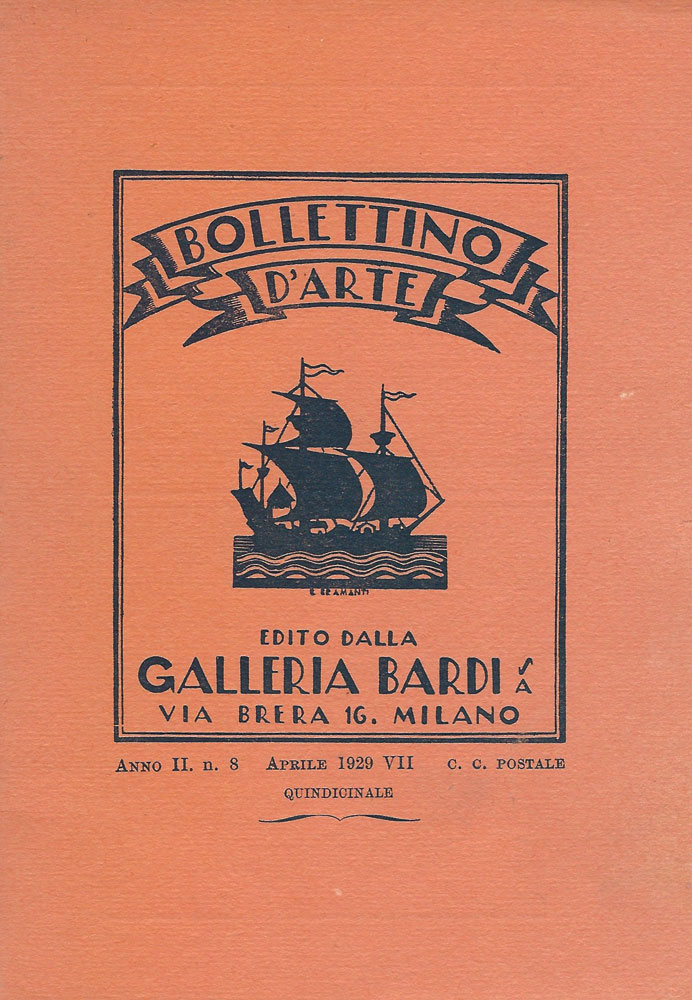 BOLLETTINO
D'ARTE
B. BRAMANTI
EDITO DALLA
GALLERIA BARDI SA
VIA BRERA 16. MILANO
ANNO II. n. 8 APRILE 1929 VII C. C. POSTALE
QUINDICINALE